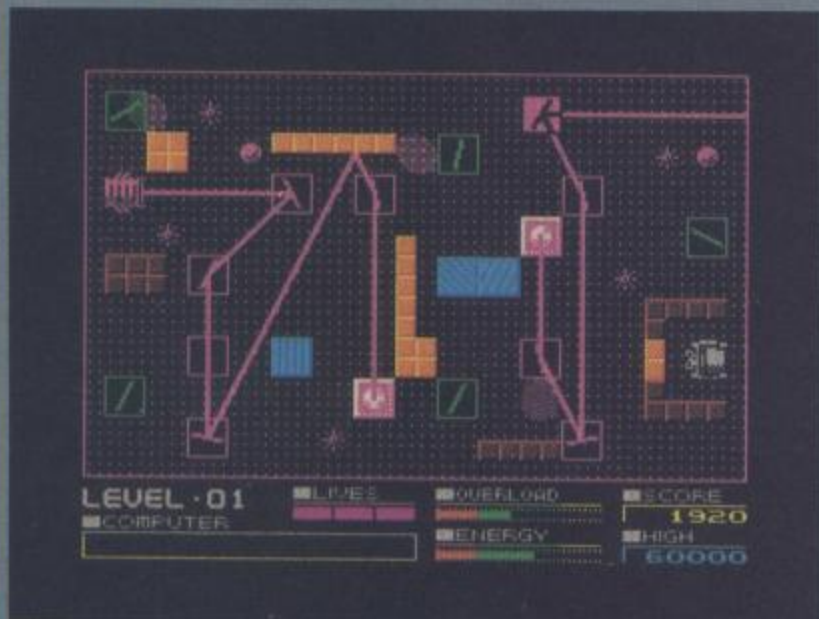 LEVEL·01
LIVES
OVERLOAD
SCORE
1920
COMPUTER
ENERGY
HIGH
60000